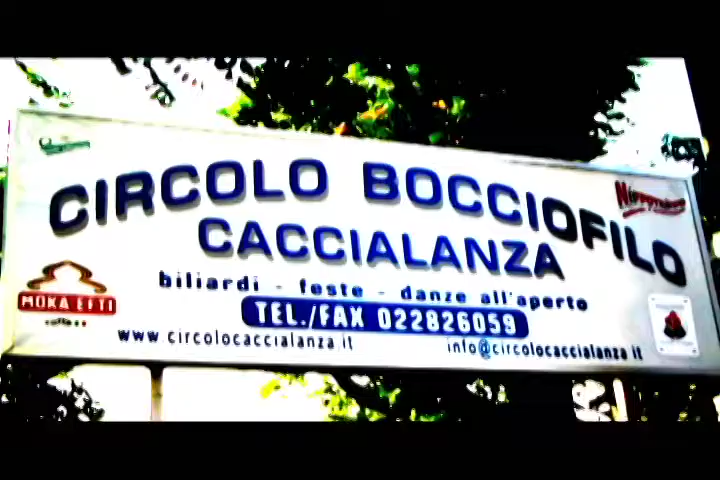 CIRCOLO BOCCIOFILO
CACCIALANZA
biliardi - feste - danze all'aperto
MOKA EFTI
TEL./FAX 022826059
www.circolocaccialanza.it
info@circolocaccialanza.it